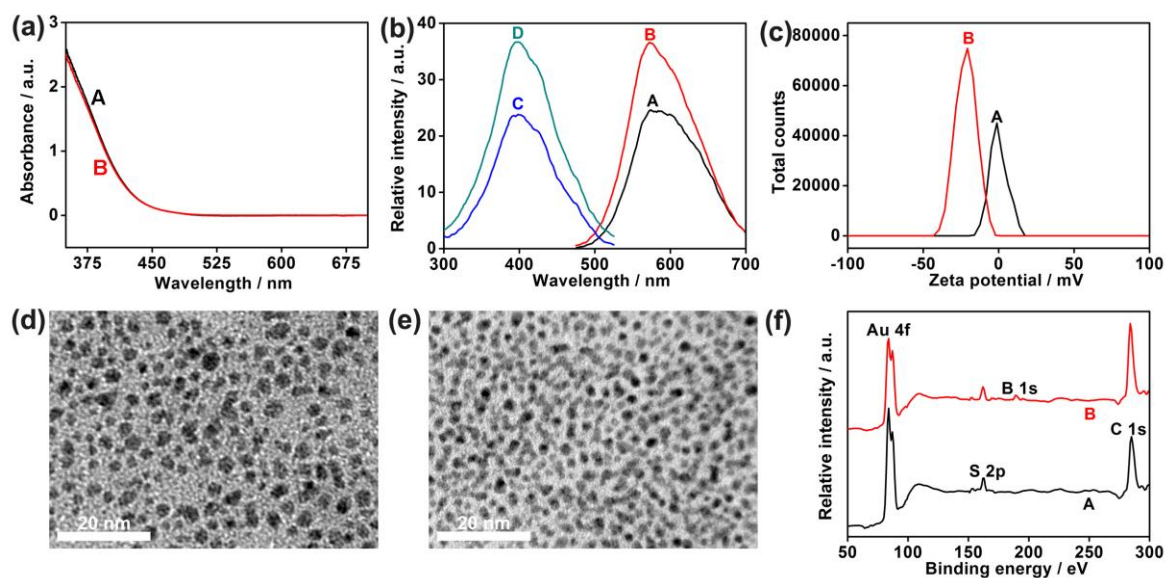 (a)
3
2
1
0
A
B
375
450
525
600
675
Absorbance / a.u.
Wavelength / nm
(b)
40
30
20
10
0
D
C
B
A
300
400
500
600
700
Relative intensity / a.u.
Wavelength / nm
(c)
80000
60000
40000
20000
0
B
A
-100
-50
0
50
100
Total counts
Zeta potential / mV
(d)
20 nm
(e)
20 nm
(f)
Au 4f
B 1s
B
C 1s
S 2p
A
50
100
150
200
250
300
Relative intensity / a.u.
Binding energy / eV